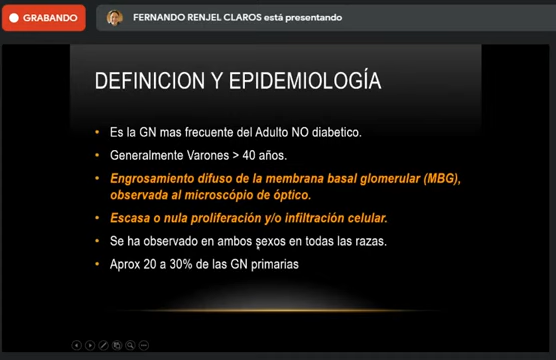 GRABANDO
FERNANDO RENJEL CLAROS está presentando
DEFINICION Y EPIDEMIOLOGÍA
• Es la GN mas frecuente del Adulto NO diabetico.
• Generalmente Varones > 40 años.
• Engrosamiento difuso de la membrana basal glomerular (MBG),
observada al microscópio de óptico.
• Escasa o nula proliferación y/o infiltración celular.
• Se ha observado en ambos sexos en todas las razas.
• Aprox 20 a 30% de las GN primarias